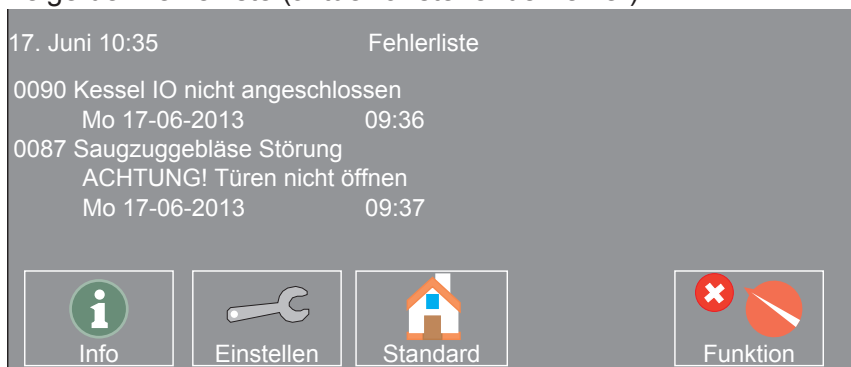 17. Juni 10:35 Fehlerliste
0090 Kessel IO nicht angeschlossen
Mo 17-06-2013 09:36
0087 Saugzuggebläse Störung
ACHTUNG! Türen nicht öffnen
Mo 17-06-2013 09:37
Info Einstellen Standard Funktion